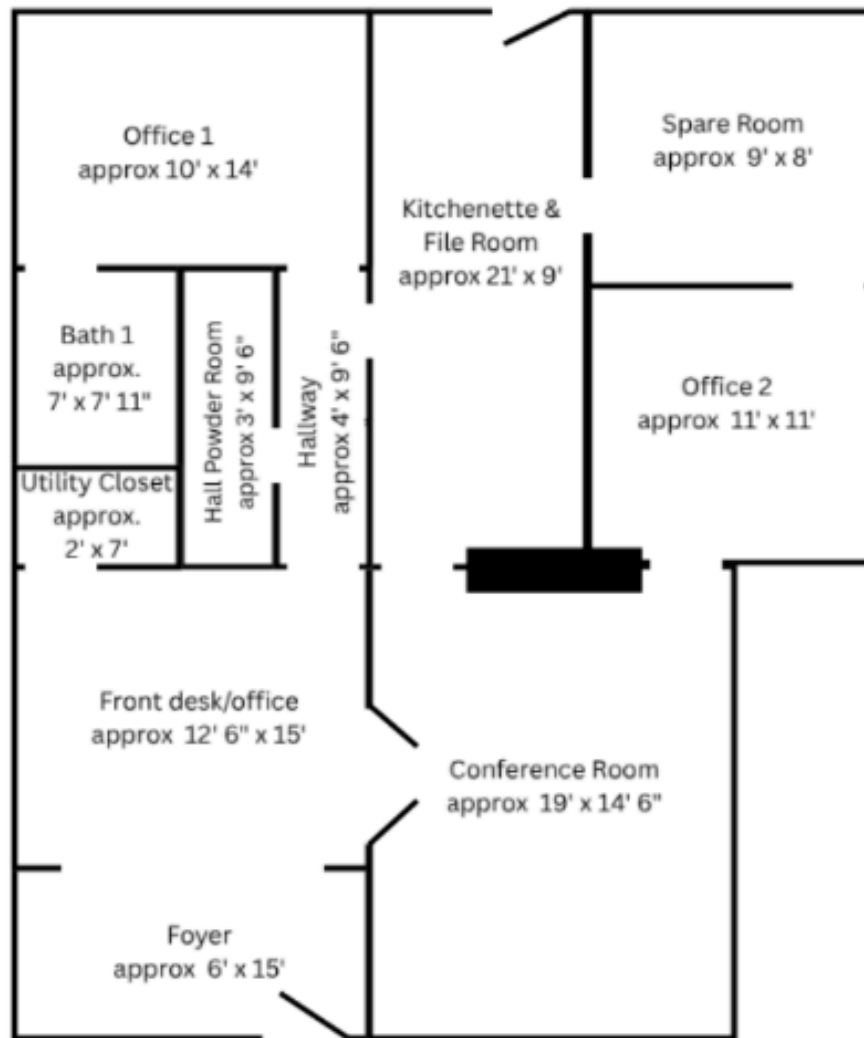 Office 1
approx 10' x 14'
Spare Room
approx 9' x 8'
Kitchenette &
File Room
approx 21' x 9'
Bath 1
approx.
7' x 7' 11"
Hall Powder Room
approx 3' x 9' 6"
Hallway
approx 4' x 9' 6"
Office 2
approx 11' x 11'
Utility Closet
approx.
2' x 7'
Front desk/office
approx 12' 6" x 15'
Conference Room
approx 19' x 14' 6"
Foyer
approx 6' x 15'